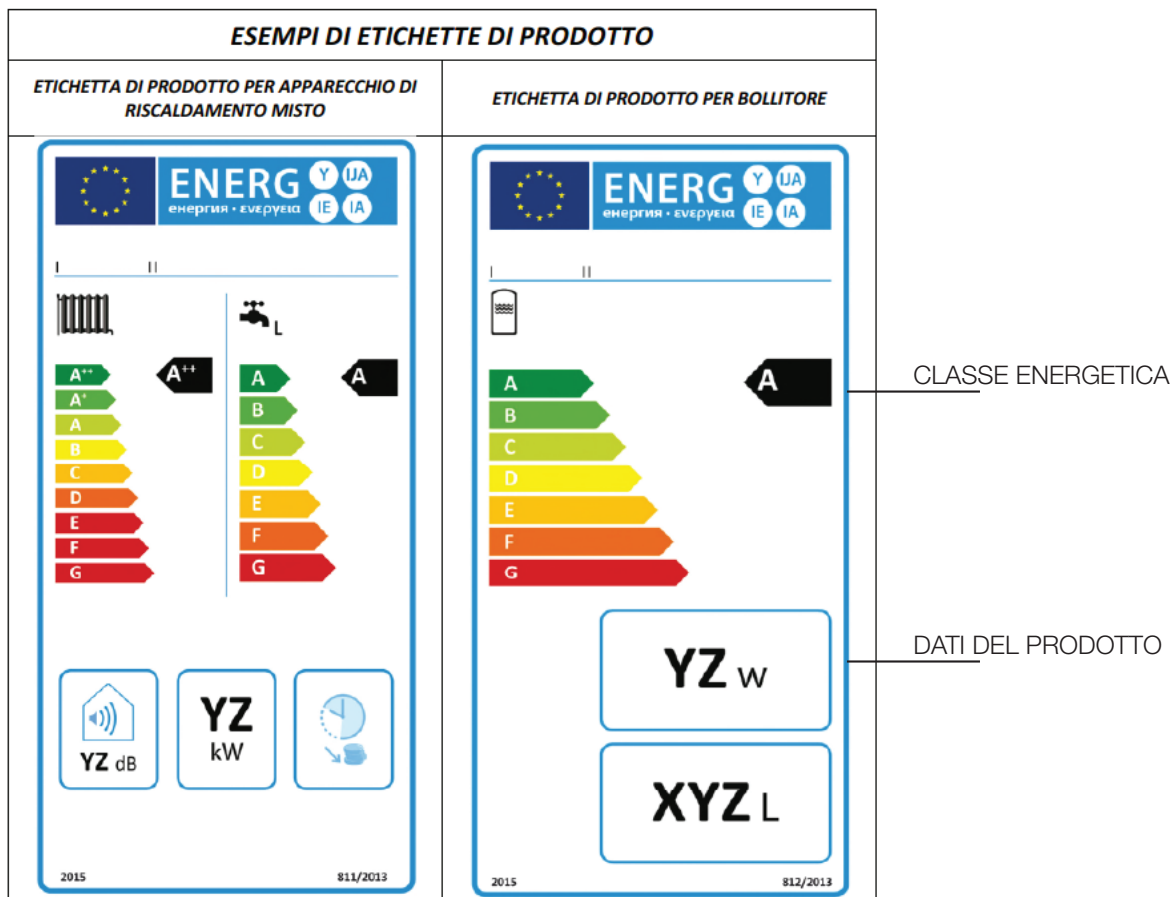 ESEMPI DI ETICHETTE DI PRODOTTO
ETICHETTA DI PRODOTTO PER APPARECCHIO DI
RISCALDAMENTO MISTO
ENERG Y IJA
енергия · ενεργεια IE IA
I II
L
A++ A++
A+
A
B
C
D
E
F
G
A A
B
C
D
E
F
G
YZ dB
YZ
kW
2015 811/2013
ETICHETTA DI PRODOTTO PER BOLLITORE
ENERG Y IJA
енергия · ενεργεια IE IA
I II
A A
B
C
D
E
F
G
YZ W
XYZ L
2015 812/2013
CLASSE ENERGETICA
DATI DEL PRODOTTO